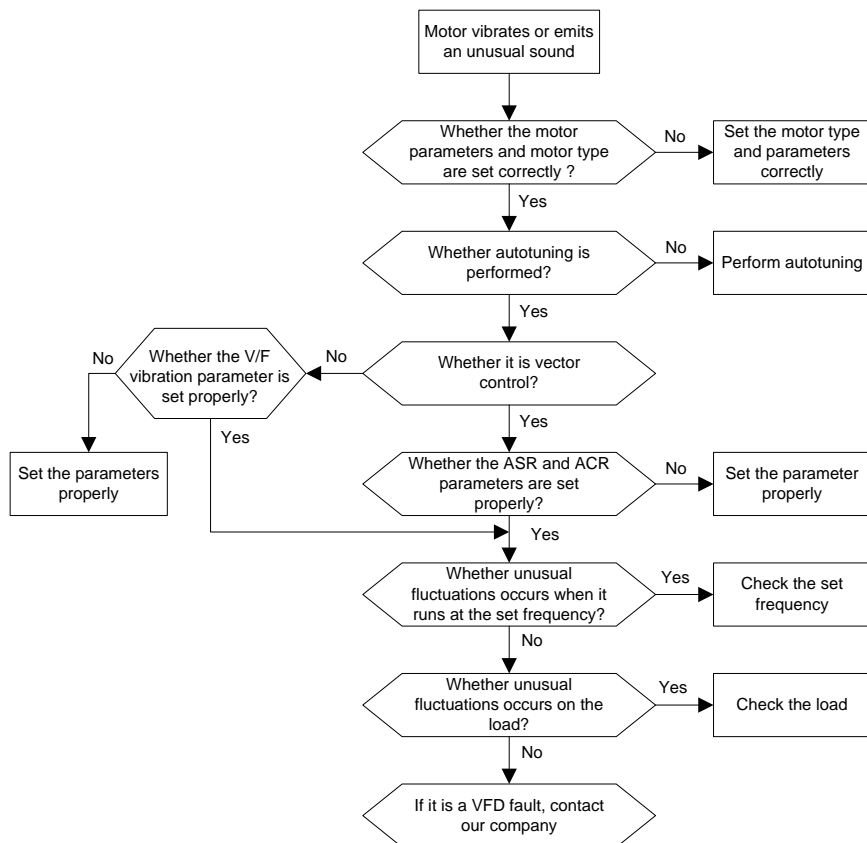 Motor vibrates or emits
an unusual sound
Whether the motor
parameters and motor type
are set correctly ?
No
Set the motor type
and parameters
correctly
Yes
Whether autotuning is
performed?
No
Perform autotuning
Yes
No
Whether the V/F
vibration parameter is
set properly?
No
Whether it is vector
control?
Yes
Yes
Set the parameters
properly
Whether the ASR and ACR
parameters are set
properly?
No
Set the parameter
properly
Yes
Whether unusual
fluctuations occurs when it
runs at the set frequency?
Yes
Check the set
frequency
No
Whether unusual
fluctuations occurs on the
load?
Yes
Check the load
No
If it is a VFD fault, contact
our company